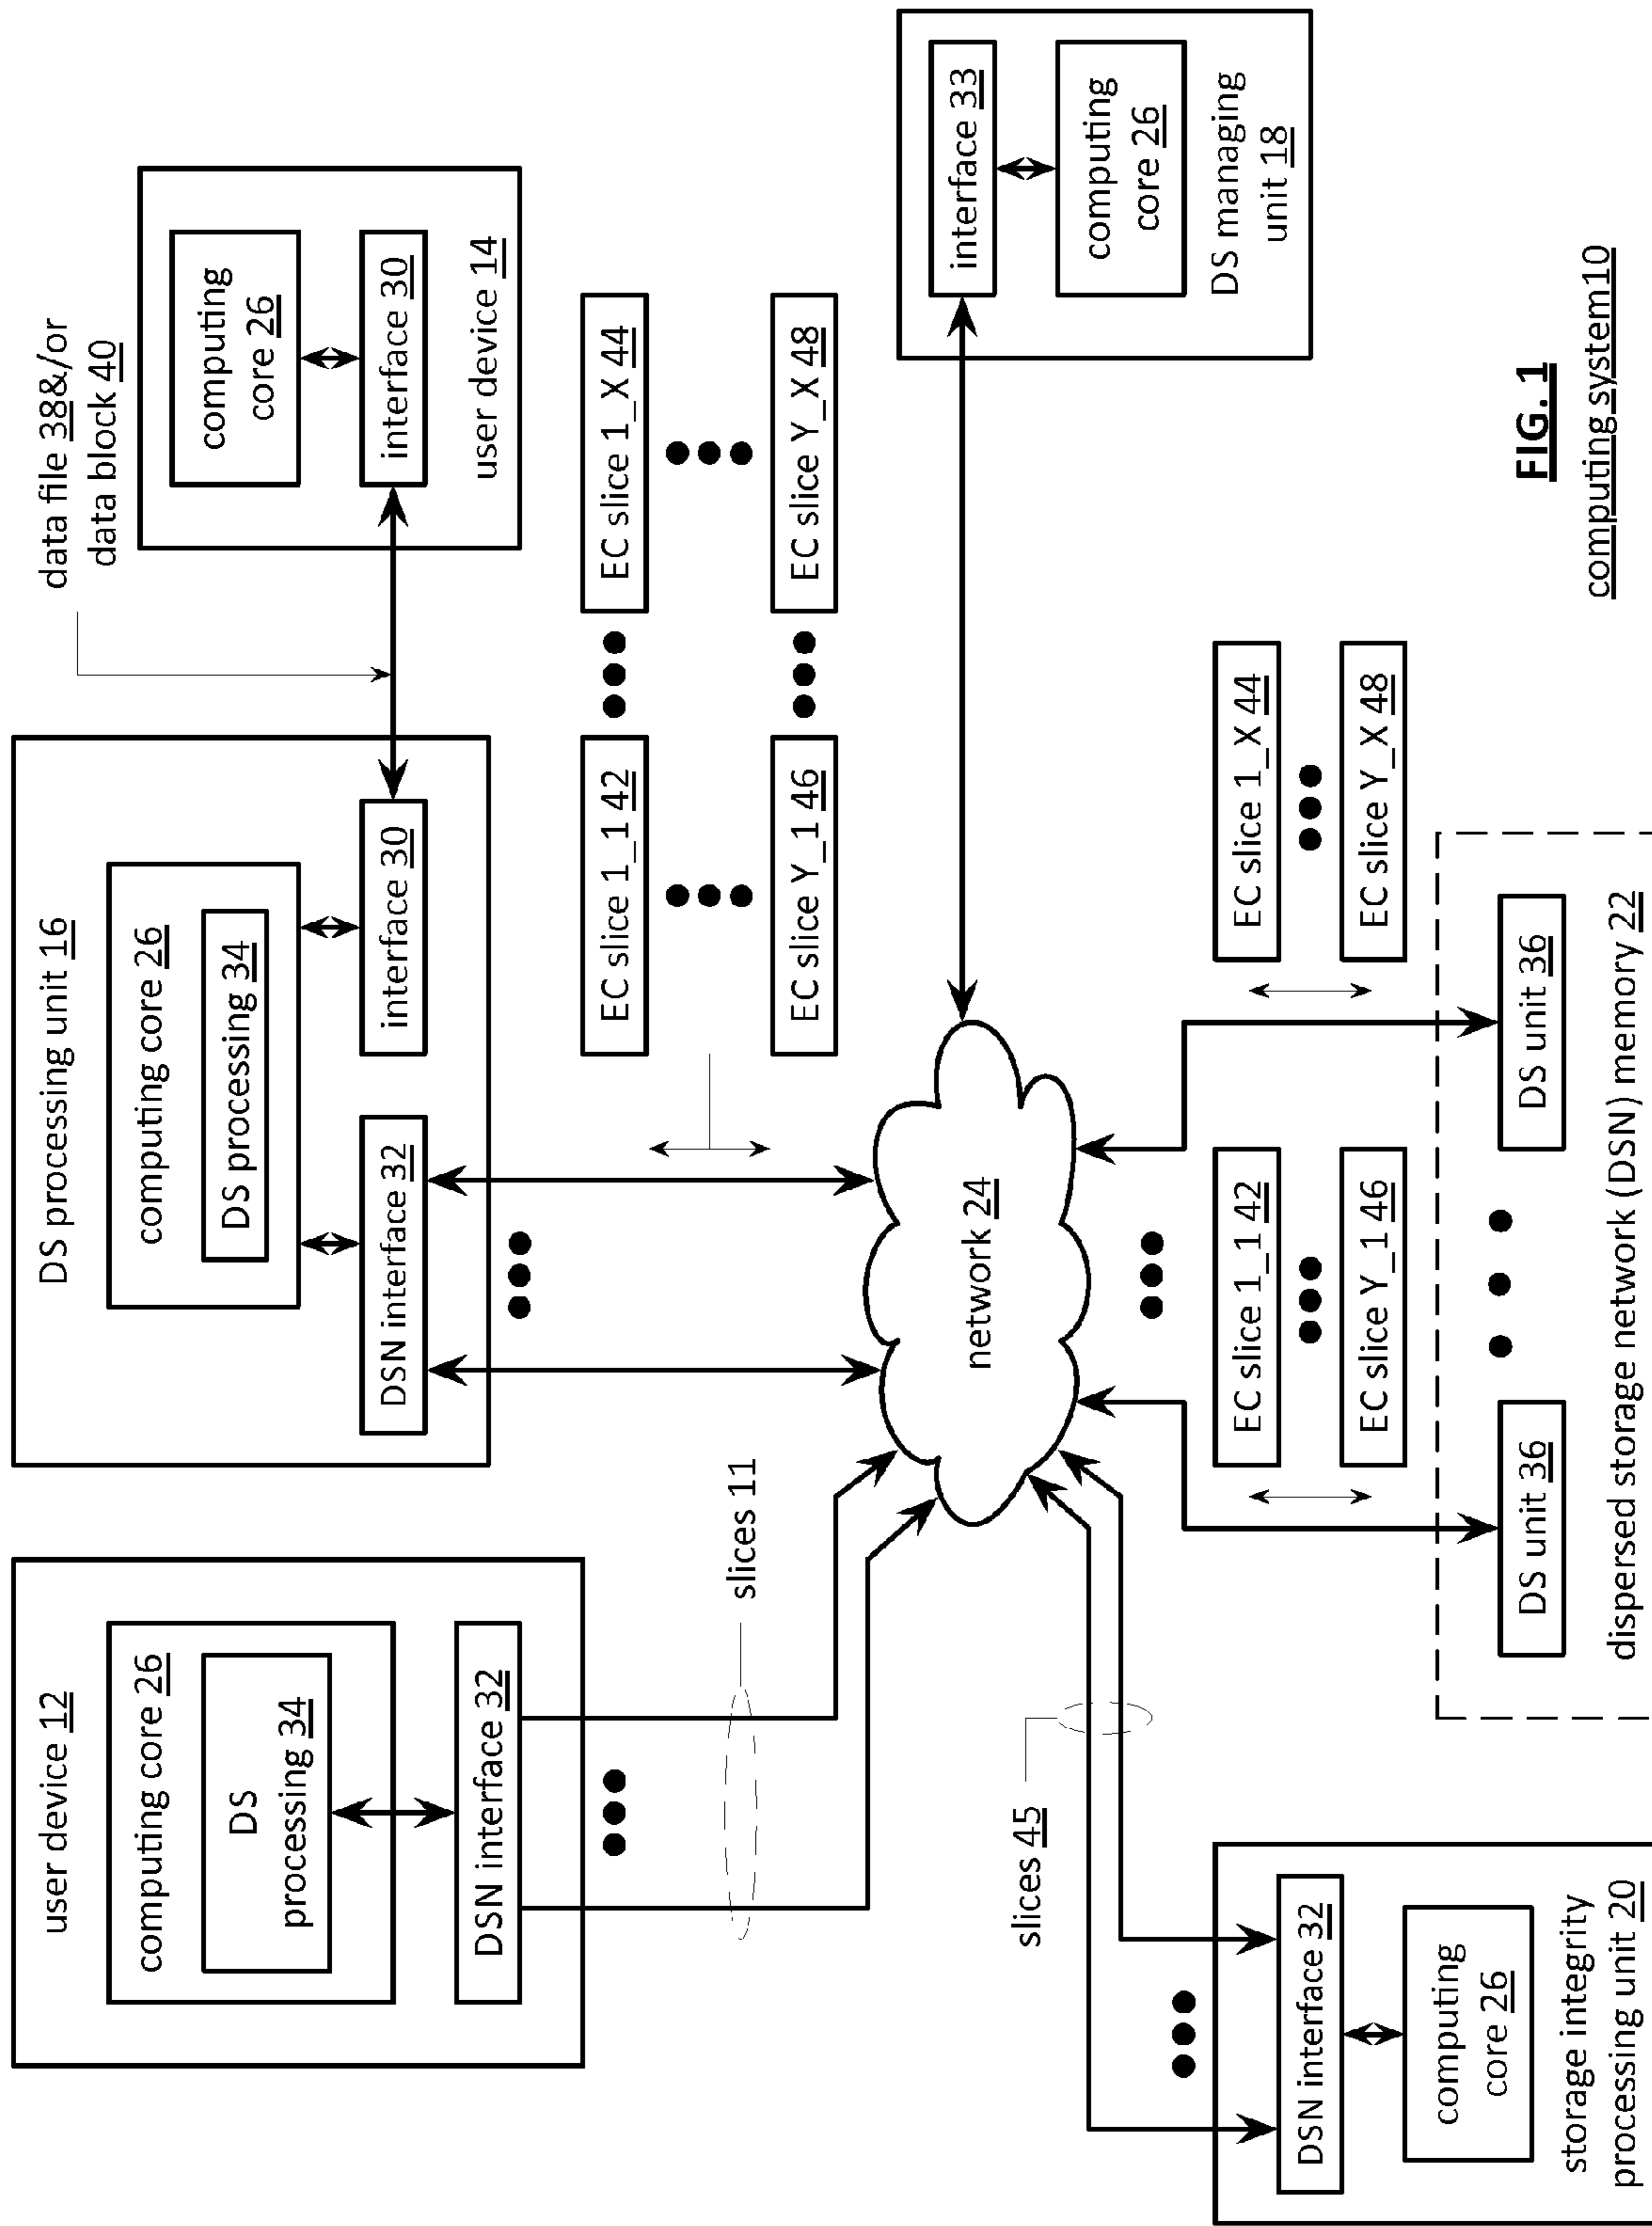 user device 12
computing core 26
DS
processing 34
DSN interface 32
slices 11
DS processing unit 16
computing core 26
DS processing 34
DSN interface 32
interface 30
data file 38&/or
data block 40
computing
core 26
interface 30
user device 14
EC slice 1_1 42
EC slice 1_X 44
EC slice Y_1 46
EC slice Y_X 48
network 24
interface 33
computing
core 26
DS managing
unit 18
slices 45
DSN interface 32
computing
core 26
storage integrity
processing unit 20
EC slice 1_1 42
EC slice Y_1 46
EC slice 1_X 44
EC slice Y_X 48
DS unit 36
DS unit 36
dispersed storage network (DSN) memory 22
FIG. 1
computing system10